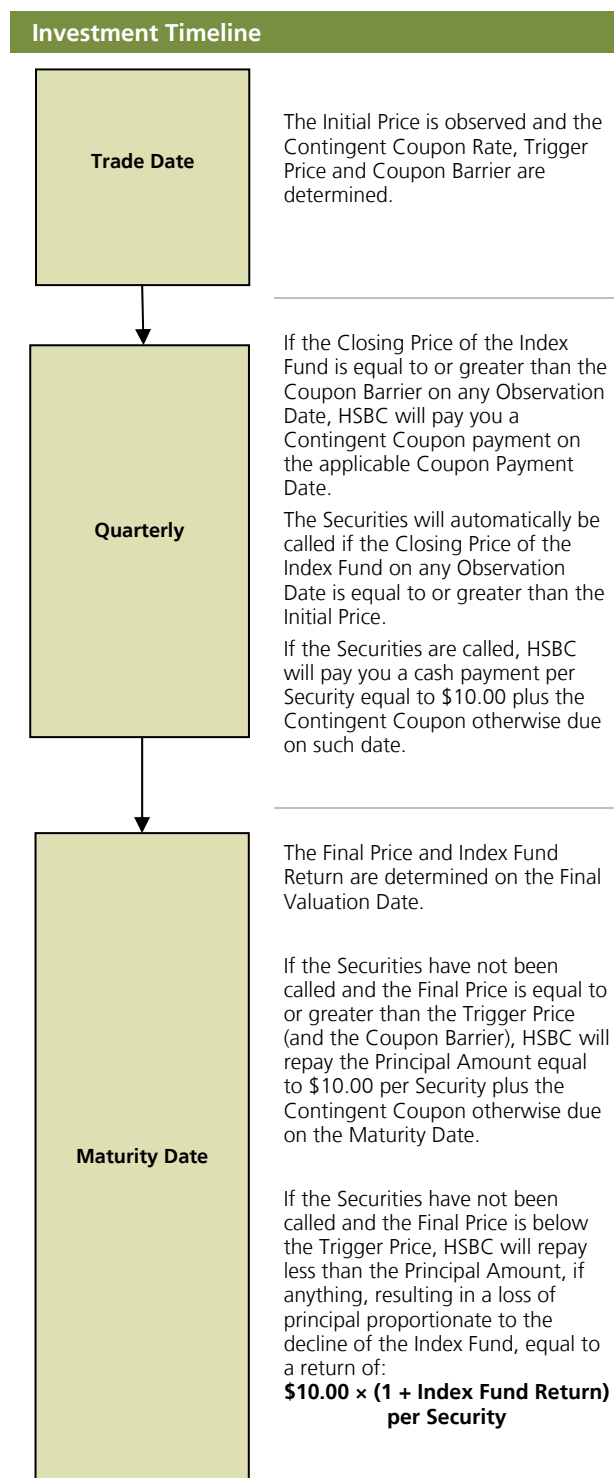 Investment Timeline
Trade Date
The Initial Price is observed and the
Contingent Coupon Rate, Trigger
Price and Coupon Barrier are
determined.
Quarterly
If the Closing Price of the Index
Fund is equal to or greater than the
Coupon Barrier on any Observation
Date, HSBC will pay you a
Contingent Coupon payment on
the applicable Coupon Payment
Date.
The Securities will automatically be
called if the Closing Price of the
Index Fund on any Observation
Date is equal to or greater than the
Initial Price.
If the Securities are called, HSBC
will pay you a cash payment per
Security equal to $10.00 plus the
Contingent Coupon otherwise due
on such date.
Maturity Date
The Final Price and Index Fund
Return are determined on the Final
Valuation Date.
If the Securities have not been
called and the Final Price is equal to
or greater than the Trigger Price
(and the Coupon Barrier), HSBC will
repay the Principal Amount equal
to $10.00 per Security plus the
Contingent Coupon otherwise due
on the Maturity Date.
If the Securities have not been
called and the Final Price is below
the Trigger Price, HSBC will repay
less than the Principal Amount, if
anything, resulting in a loss of
principal proportionate to the
decline of the Index Fund, equal to
a return of:
$10.00 × (1 + Index Fund Return)
per Security